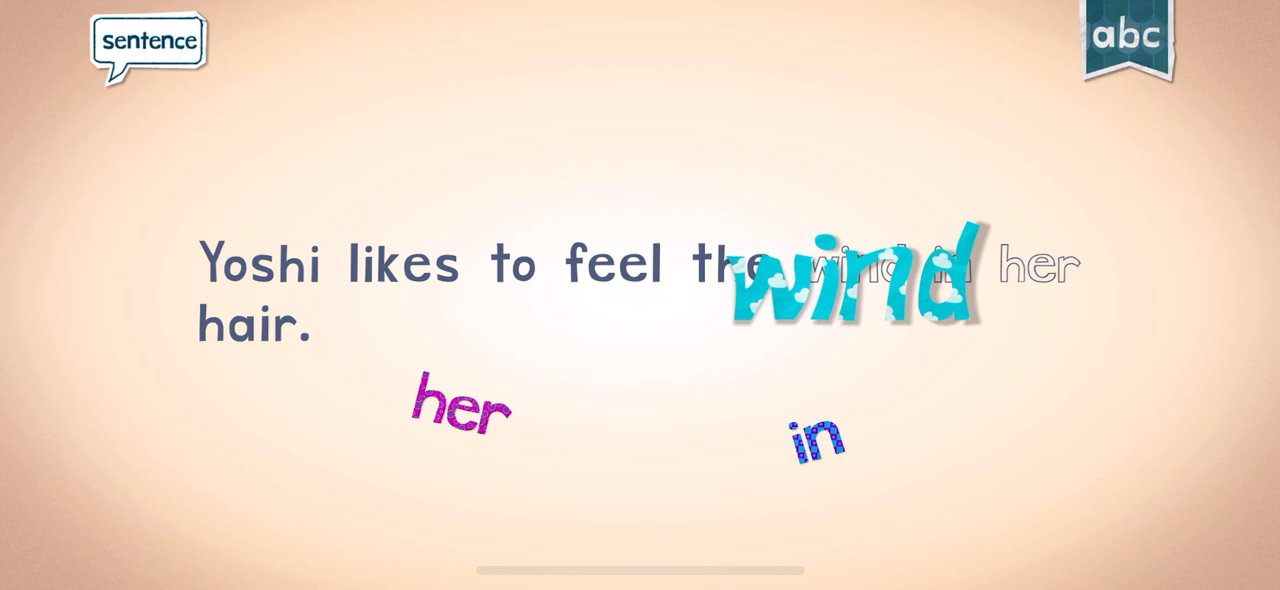 sentence
abc
Yoshi likes to feel the wind in her
hair.
wind
her
in